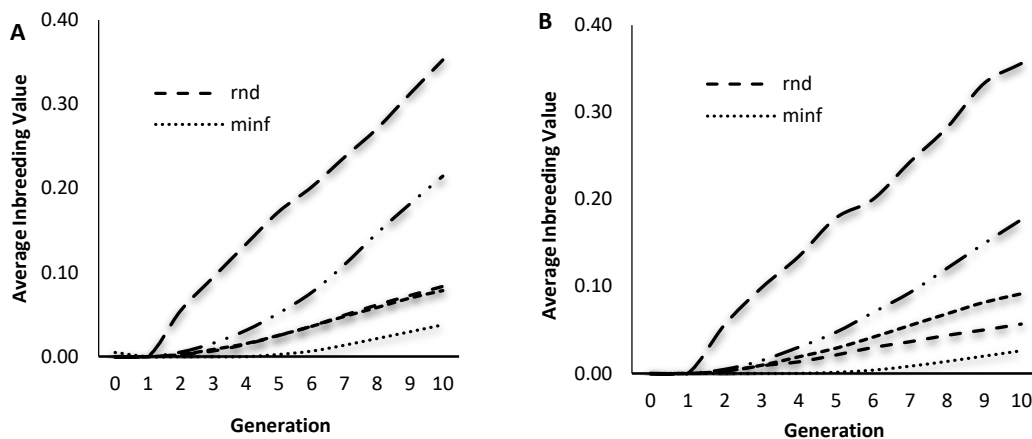 A
0.40
0.30
0.20
0.10
0.00
Average Inbreeding Value
rnd
minf
0 1 2 3 4 5 6 7 8 9 10
Generation
B
0.40
0.30
0.20
0.10
0.00
Average Inbreeding Value
rnd
minf
0 1 2 3 4 5 6 7 8 9 10
Generation